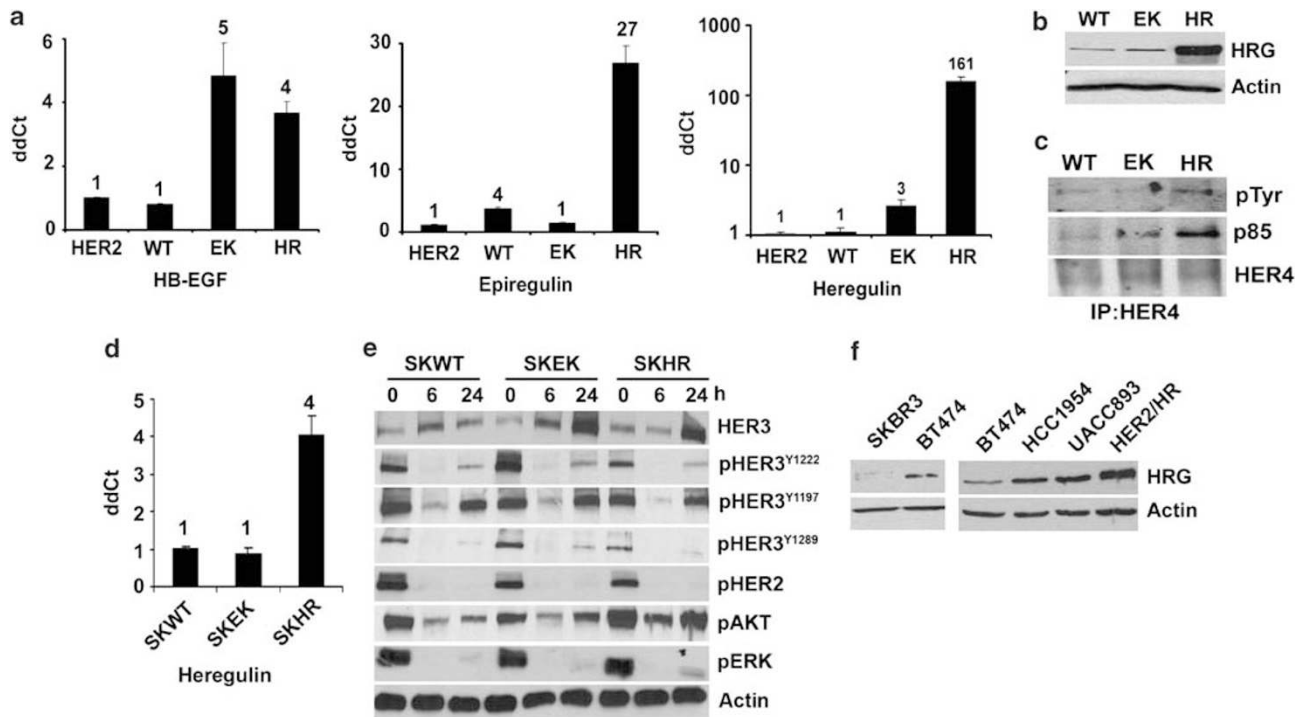 a
6
4
2
0
ddCt
1
1
5
4
HER2 WT EK HR
HB-EGF
30
20
10
0
ddCt
1
4
1
27
HER2 WT EK HR
Epiregulin
1000
100
10
1
ddCt
1
1
3
161
HER2 WT EK HR
Heregulin
b
WT EK HR
HRG
Actin
c
WT EK HR
pTyr
p85
HER4
IP:HER4
d
5
4
3
2
1
0
ddCt
1
1
4
SKWT SKEK SKHR
Heregulin
e
SKWT SKEK SKHR
0 6 24 0 6 24 0 6 24 h
HER3
pHER3Y1222
pHER3Y1197
pHER3Y1289
pHER2
pAKT
pERK
Actin
f
SKBR3 BT474 BT474 HCC1954 UACC893 HER2/HR
HRG
Actin